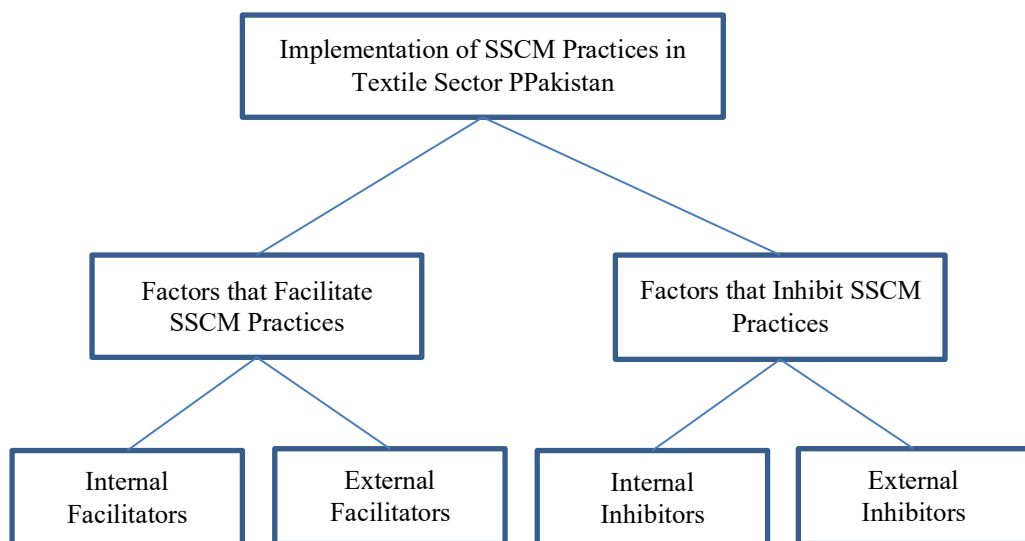 Implementation of SSCM Practices in
Textile Sector PPakistan
Factors that Facilitate
SSCM Practices
Factors that Inhibit SSCM
Practices
Internal
Facilitators
External
Facilitators
Internal
Inhibitors
External
Inhibitors